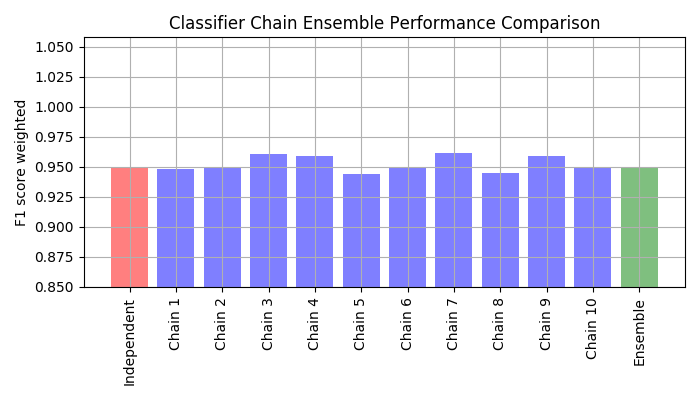 Classifier Chain Ensemble Performance Comparison
F1 score weighted
1.050
1.025
1.000
0.975
0.950
0.925
0.900
0.875
0.850
Independent
Chain 1
Chain 2
Chain 3
Chain 4
Chain 5
Chain 6
Chain 7
Chain 8
Chain 9
Chain 10
Ensemble